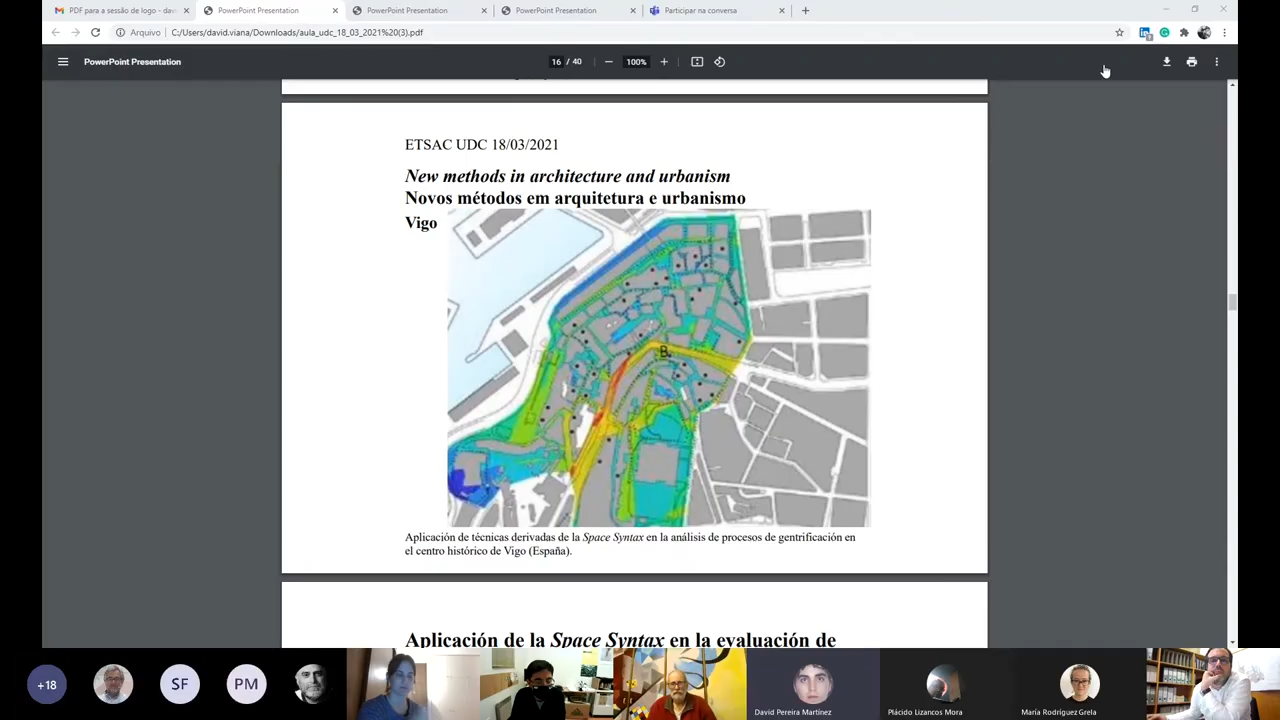 PDF para a sessão de logo – davi
PowerPoint Presentation
PowerPoint Presentation
PowerPoint Presentation
Participar na conversa
Arquivo
C:/Users/david.viana/Downloads/aula_udc_18_03_2021%20(3).pdf
PowerPoint Presentation
16 / 40
100%
ETSAC UDC 18/03/2021
New methods in architecture and urbanism
Novos métodos em arquitetura e urbanismo
Vigo
B
Aplicación de técnicas derivadas de la Space Syntax en la análisis de procesos de gentrificación en
el centro histórico de Vigo (España).
Aplicación de la Space Syntax en la evaluación de
+18
SF
PM
David Pereira Martínez
Plácido Lizancos Mora
María Rodríguez Grela